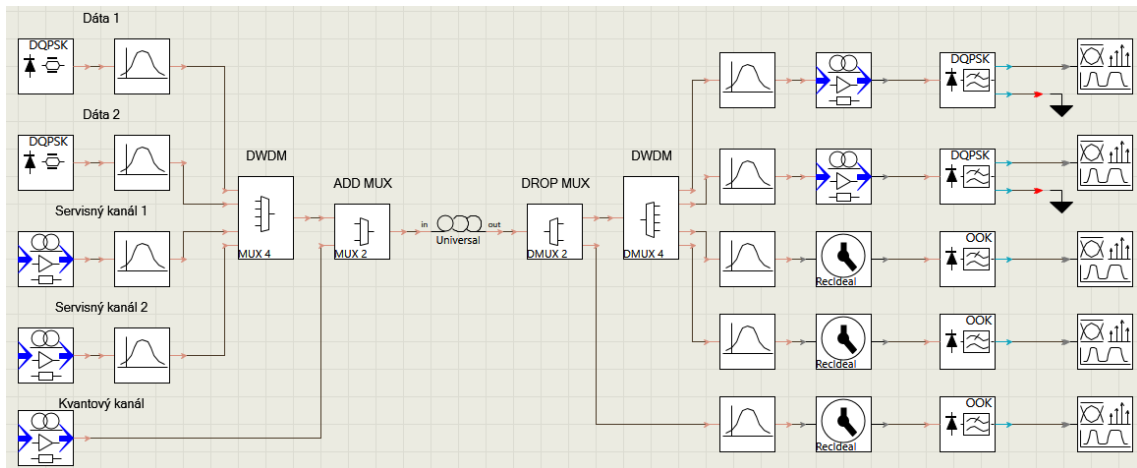 Dáta 1
DQPSK
Dáta 2
DQPSK
Servisný kanál 1
Servisný kanál 2
Kvantový kanál
DWDM
MUX 4
ADD MUX
MUX 2
in
out
Universal
DROP MUX
DMUX 2
DWDM
DMUX 4
DQPSK
DQPSK
RecIdeal
OOK
RecIdeal
OOK
RecIdeal
OOK